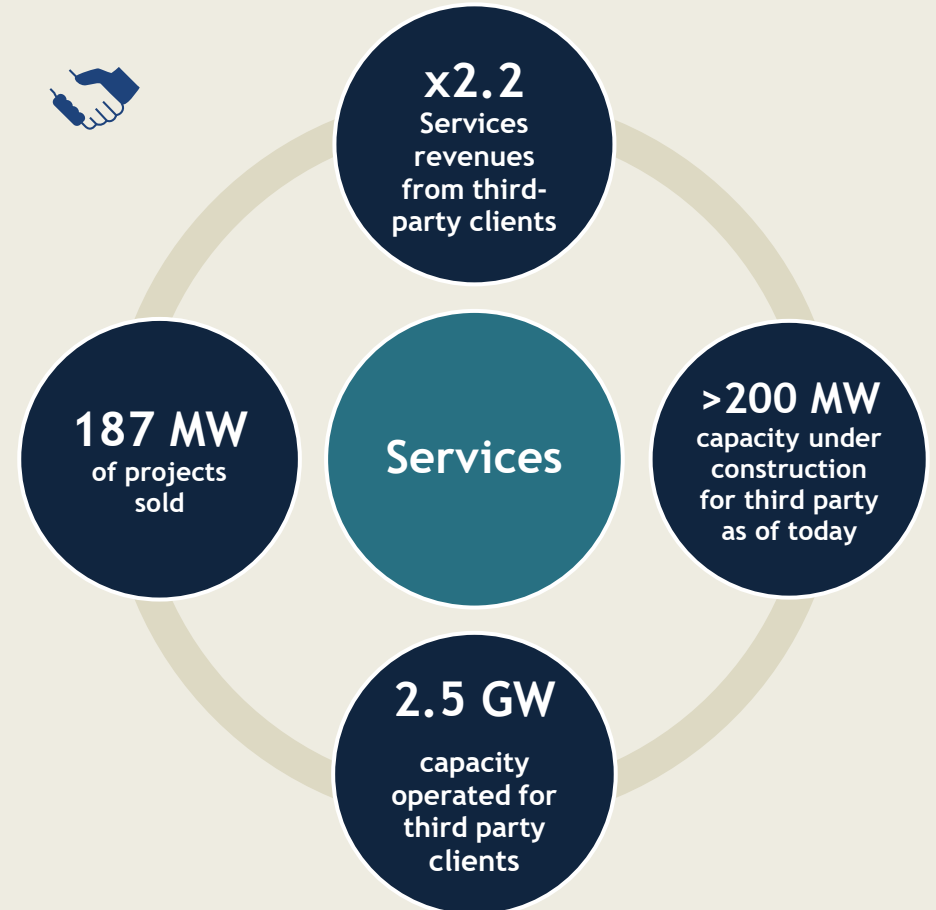 x2.2
Services
revenues
from third-
party clients
187 MW
of projects
sold
Services
>200 MW
capacity under
construction
for third party
as of today
2.5 GW
capacity
operated for
third party
clients